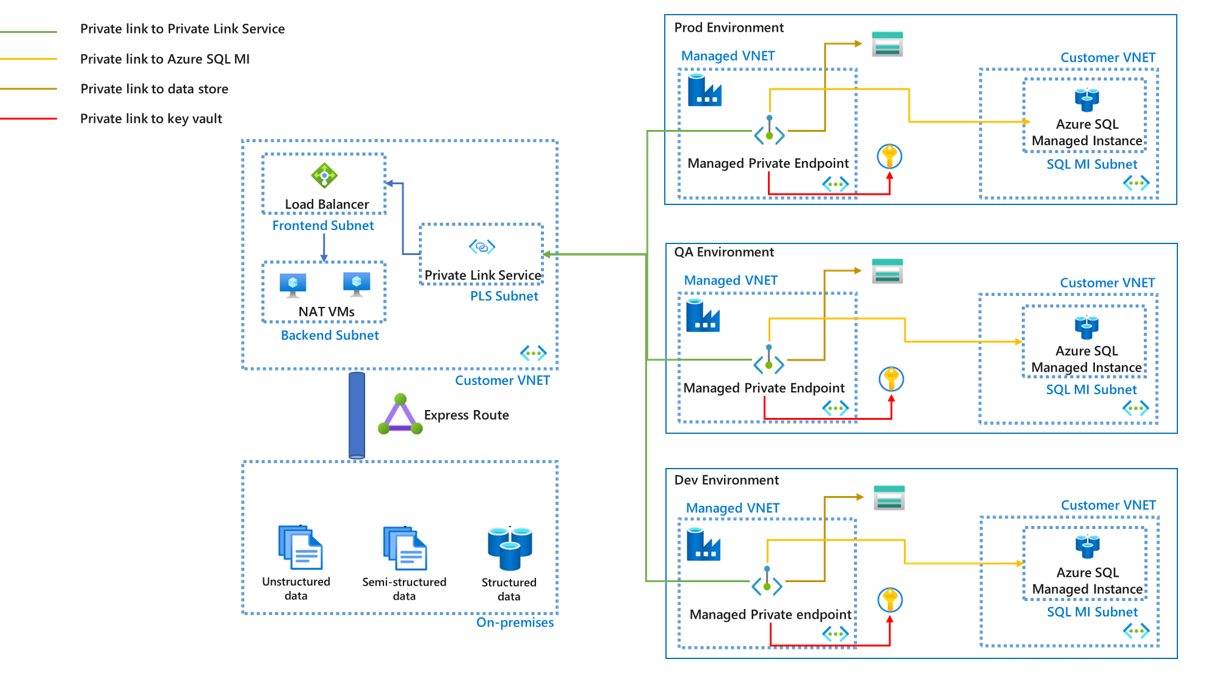 Private link to Private Link Service
Private link to Azure SQL MI
Private link to data store
Private link to key vault
Load Balancer
Frontend Subnet
Private Link Service
PLS Subnet
NAT VMs
Backend Subnet
Customer VNET
Express Route
Unstructured
data
Semi-structured
data
Structured
data
On-premises
Prod Environment
Managed VNET
Customer VNET
Azure SQL
Managed Instance
Managed Private Endpoint
SQL MI Subnet
QA Environment
Managed VNET
Customer VNET
Azure SQL
Managed Instance
Managed Private Endpoint
SQL MI Subnet
Dev Environment
Managed VNET
Customer VNET
Azure SQL
Managed Instance
Managed Private endpoint
SQL MI Subnet